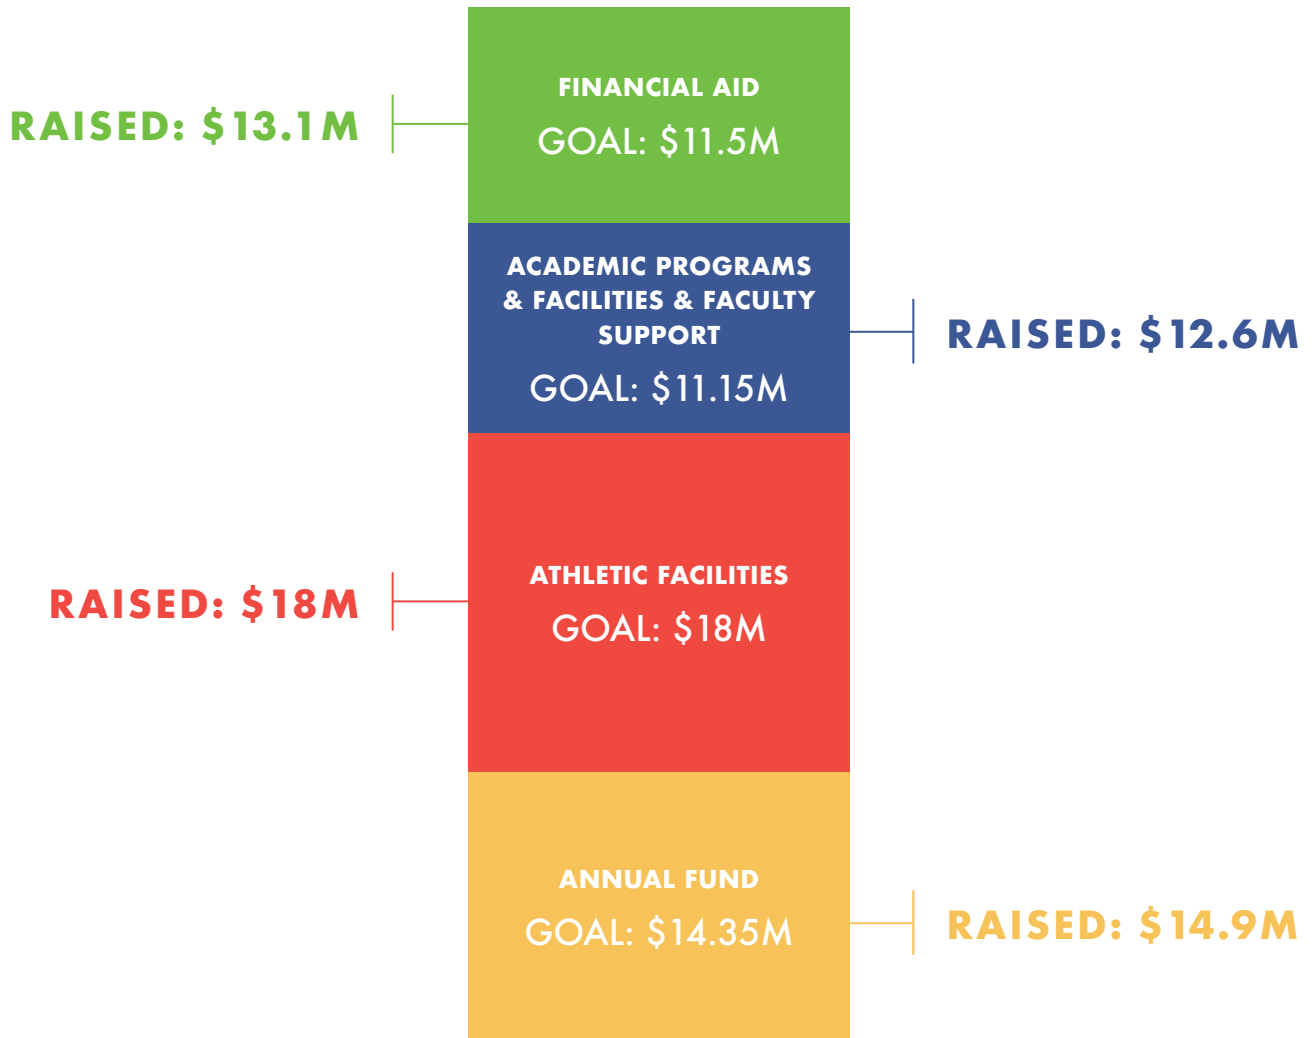 FINANCIAL AID
GOAL: $11.5M
RAISED: $13.1M
ACADEMIC PROGRAMS
& FACILITIES & FACULTY
SUPPORT
GOAL: $11.15M
RAISED: $12.6M
ATHLETIC FACILITIES
GOAL: $18M
RAISED: $18M
ANNUAL FUND
GOAL: $14.35M
RAISED: $14.9M